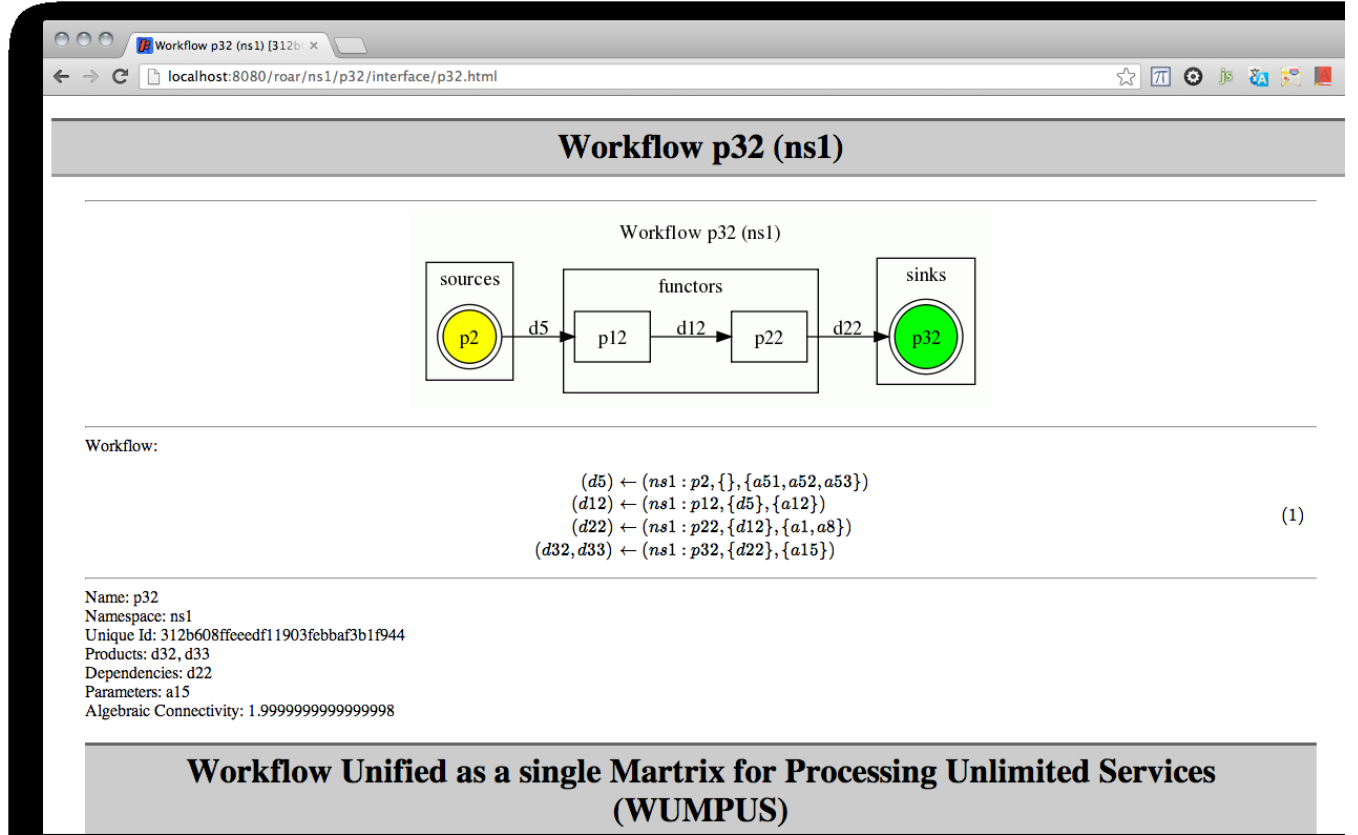 Workflow p32 (ns1) [312b
localhost:8080/roar/ns1/p32/interface/p32.html
π js A
Workflow p32 (ns1)
Workflow p32 (ns1)
sources functors sinks
p2 d5 p12 d12 p22 d22 p32
Workflow:
(d5) ← (ns1 : p2, {}, {a51, a52, a53})
(d12) ← (ns1 : p12, {d5}, {a12})
(d22) ← (ns1 : p22, {d12}, {a1, a8})
(d32, d33) ← (ns1 : p32, {d22}, {a15})
(1)
Name: p32
Namespace: ns1
Unique Id: 312b608ffeeedf11903febbaf3b1f944
Products: d32, d33
Dependencies: d22
Parameters: a15
Algebraic Connectivity: 1.9999999999999998
Workflow Unified as a single Martrix for Processing Unlimited Services
(WUMPUS)